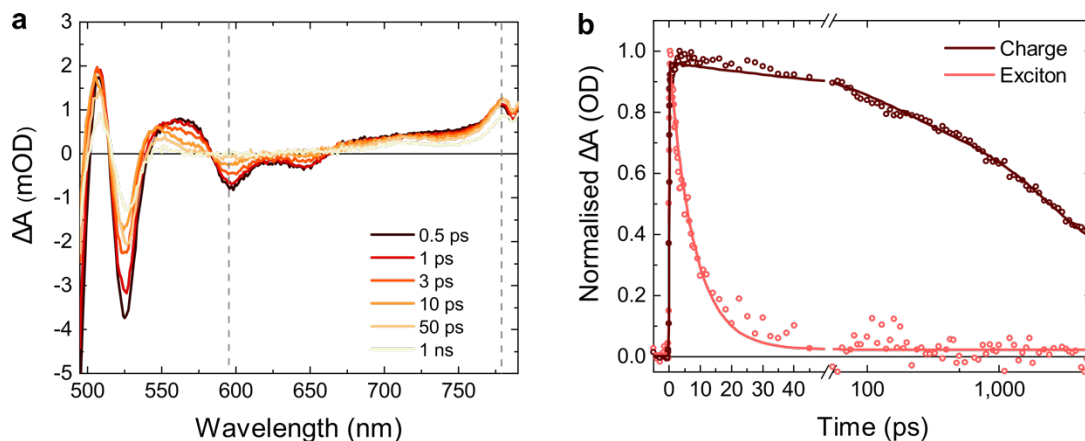 a
ΔA (mOD)
3
2
1
0
-1
-2
-3
-4
-5
500
550
600
650
700
750
Wavelength (nm)
0.5 ps
1 ps
3 ps
10 ps
50 ps
1 ns
b
Normalised ΔA (OD)
1.0
0.8
0.6
0.4
0.2
0.0
0
10
20
30
40
100
1,000
Time (ps)
Charge
Exciton